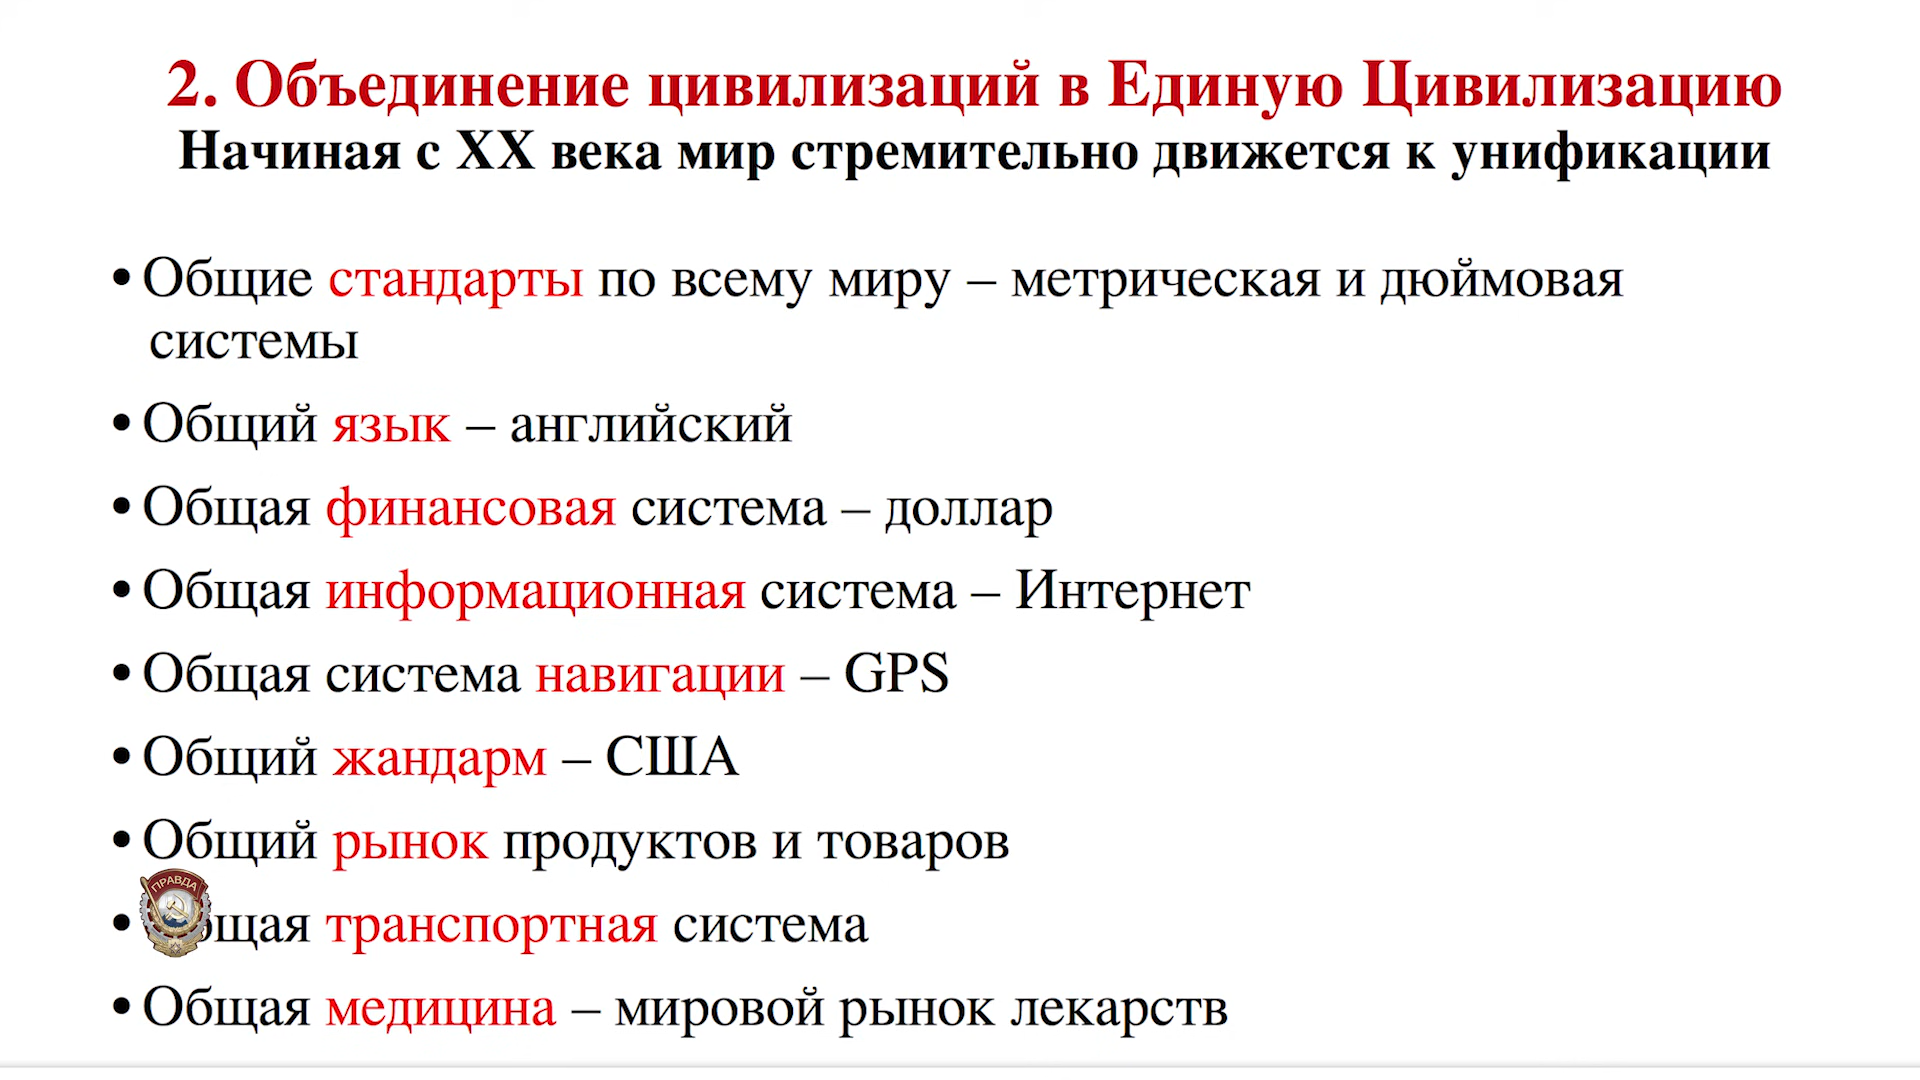 2. Объединение цивилизаций в Единую Цивилизацию
Начиная с XX века мир стремительно движется к унификации
• Общие стандарты по всему миру – метрическая и дюймовая
системы
• Общий язык – английский
• Общая финансовая система – доллар
• Общая информационная система – Интернет
• Общая система навигации – GPS
• Общий жандарм – США
• Общий рынок продуктов и товаров
ПРАВДА
• транспортная система
• Общая медицина – мировой рынок лекарств